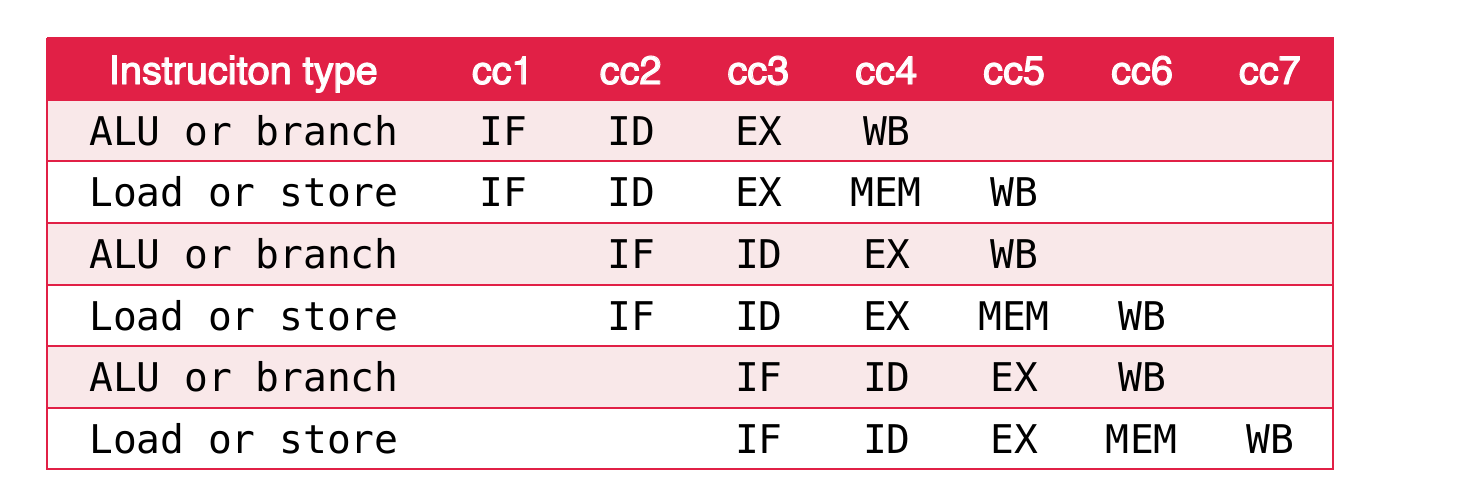 Instruciton type cc1 cc2 cc3 cc4 cc5 cc6 cc7
ALU or branch IF ID EX WB
Load or store IF ID EX MEM WB
ALU or branch IF ID EX WB
Load or store IF ID EX MEM WB
ALU or branch IF ID EX WB
Load or store IF ID EX MEM WB